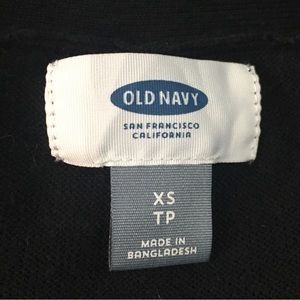 OLD NAVY
SAN FRANCISCO
CALIFORNIA
XS
TP
MADE IN
BANGLADESH